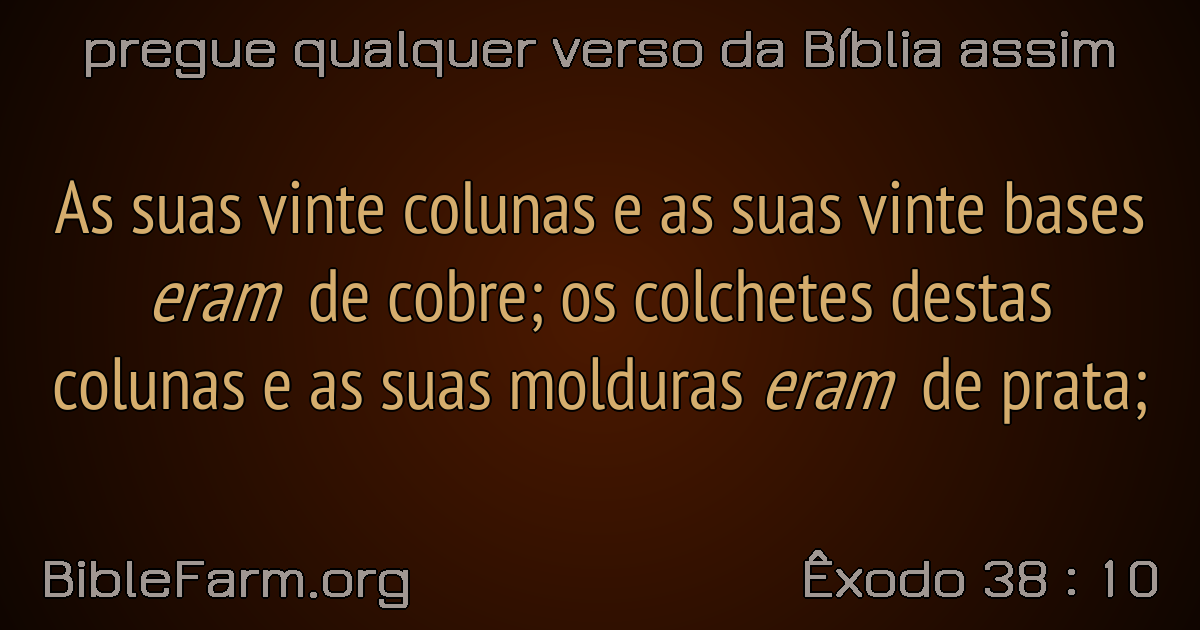 pregue qualquer verso da Bíblia assim
As suas vinte colunas e as suas vinte bases
eram de cobre; os colchetes destas
colunas e as suas molduras eram de prata;
BibleFarm.org
Êxodo 38 : 10